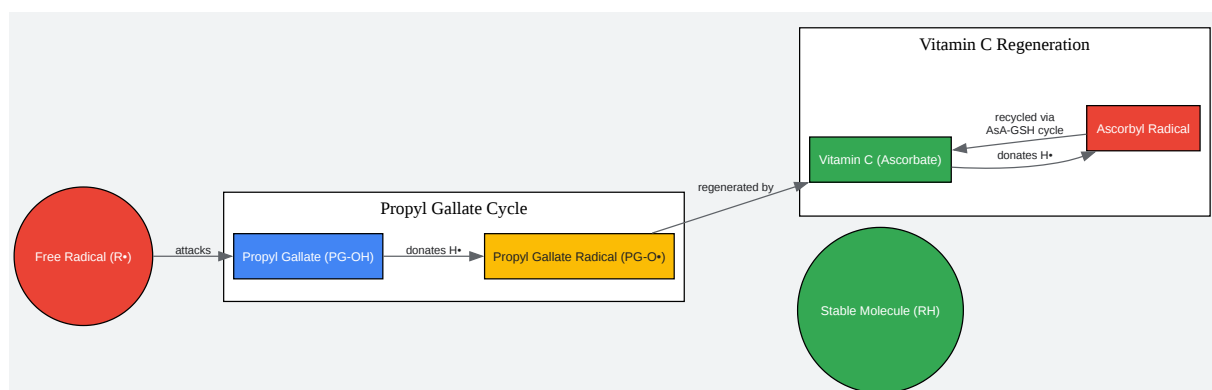 Vitamin C Regeneration
recycled via
AsA-GSH cycle
Ascorbyl Radical
Vitamin C (Ascorbate)
donates H•
regenerated by
Propyl Gallate Cycle
Free Radical (R•)
attacks
Propyl Gallate (PG-OH)
donates H•
Propyl Gallate Radical (PG-O•)
Stable Molecule (RH)